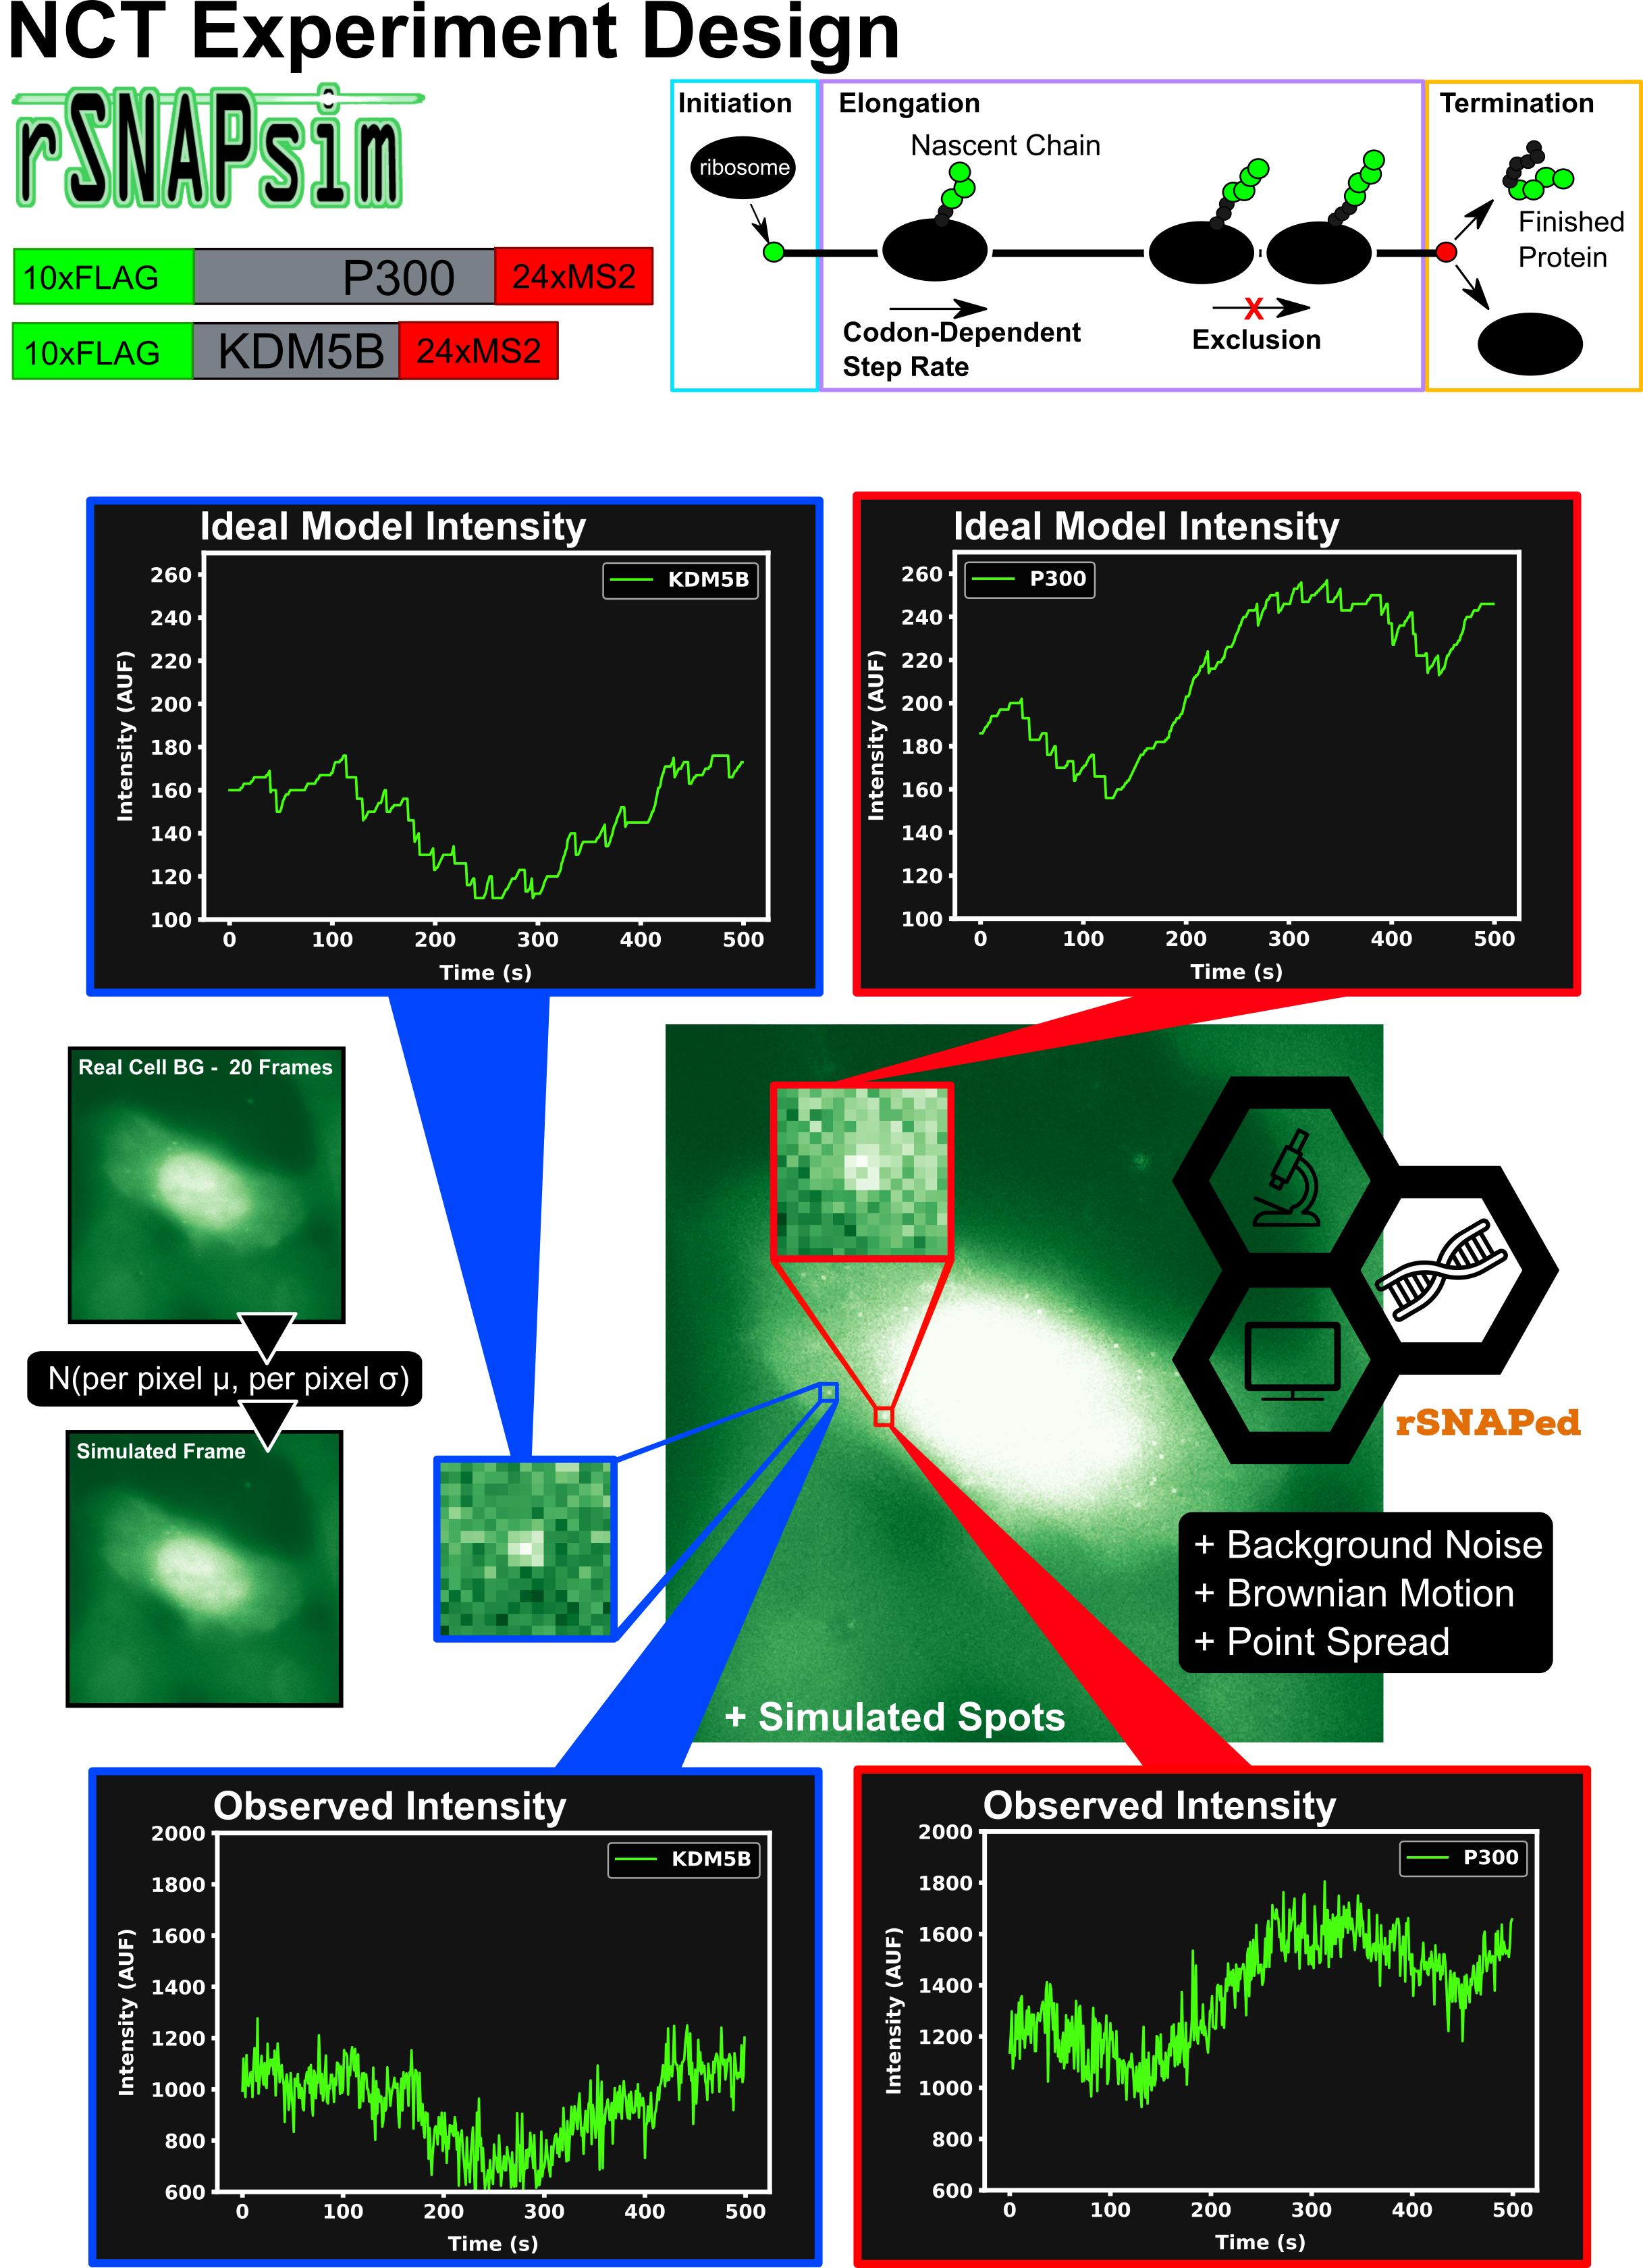 NCT Experiment Design
rSNAPsim
10xFLAG P300 24xMS2
10xFLAG KDM5B 24xMS2
Initiation
ribosome
Elongation
Nascent Chain
Codon-Dependent
Step Rate
X
Exclusion
Termination
Finished
Protein
Ideal Model Intensity
KDM5B
260
240
220
200
180
160
140
120
100
Intensity (AUF)
0 100 200 300 400 500
Time (s)
Ideal Model Intensity
P300
260
240
220
200
180
160
140
120
100
Intensity (AUF)
0 100 200 300 400 500
Time (s)
Real Cell BG - 20 Frames
N(per pixel µ, per pixel σ)
Simulated Frame
rSNAPed
+ Background Noise
+ Brownian Motion
+ Point Spread
+ Simulated Spots
Observed Intensity
KDM5B
2000
1800
1600
1400
1200
1000
800
600
Intensity (AUF)
0 100 200 300 400 500
Time (s)
Observed Intensity
P300
2000
1800
1600
1400
1200
1000
800
600
Intensity (AUF)
0 100 200 300 400 500
Time (s)